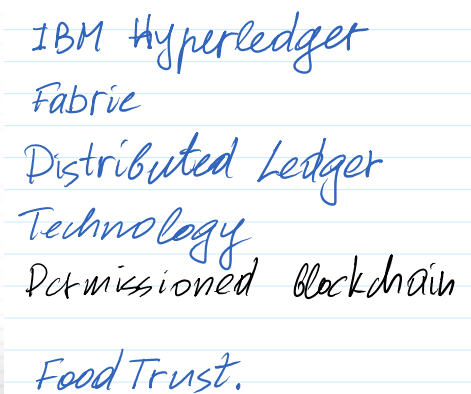 IBM Hyperledger
Fabric
Distributed Ledger
Technology
Permissioned Blockchain
Food Trust.